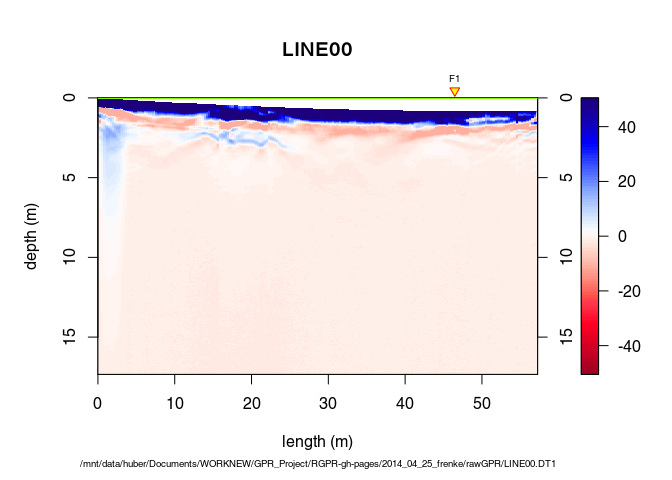 LINE00
F1
0
5
10
15
depth (m)
0
5
10
15
40
20
0
-20
-40
0 10 20 30 40 50
length (m)
/mnt/data/huber/Documents/WORKNEW/GPR_Project/RGPR-gh-pages/2014_04_25_frenke/rawGPR/LINE00.DT1